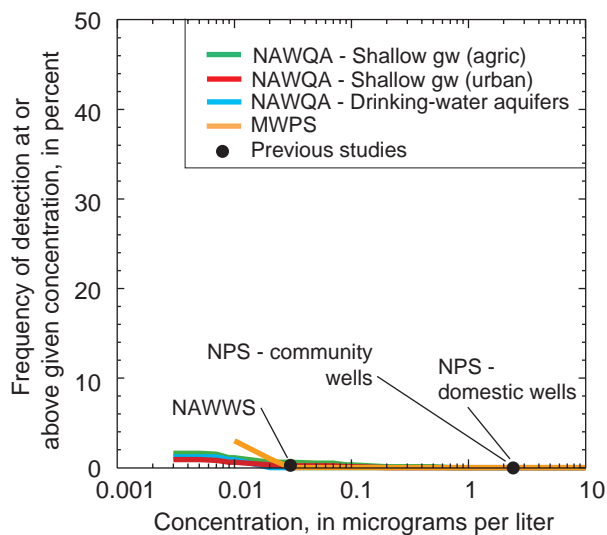 Frequency of detection at or
above given concentration, in percent
50
40
30
20
10
0
NAWQA - Shallow gw (agric)
NAWQA - Shallow gw (urban)
NAWQA - Drinking-water aquifers
MWPS
Previous studies
NPS - community
wells
NPS -
domestic wells
NAWWS
0.001
0.01
0.1
1
10
Concentration, in micrograms per liter